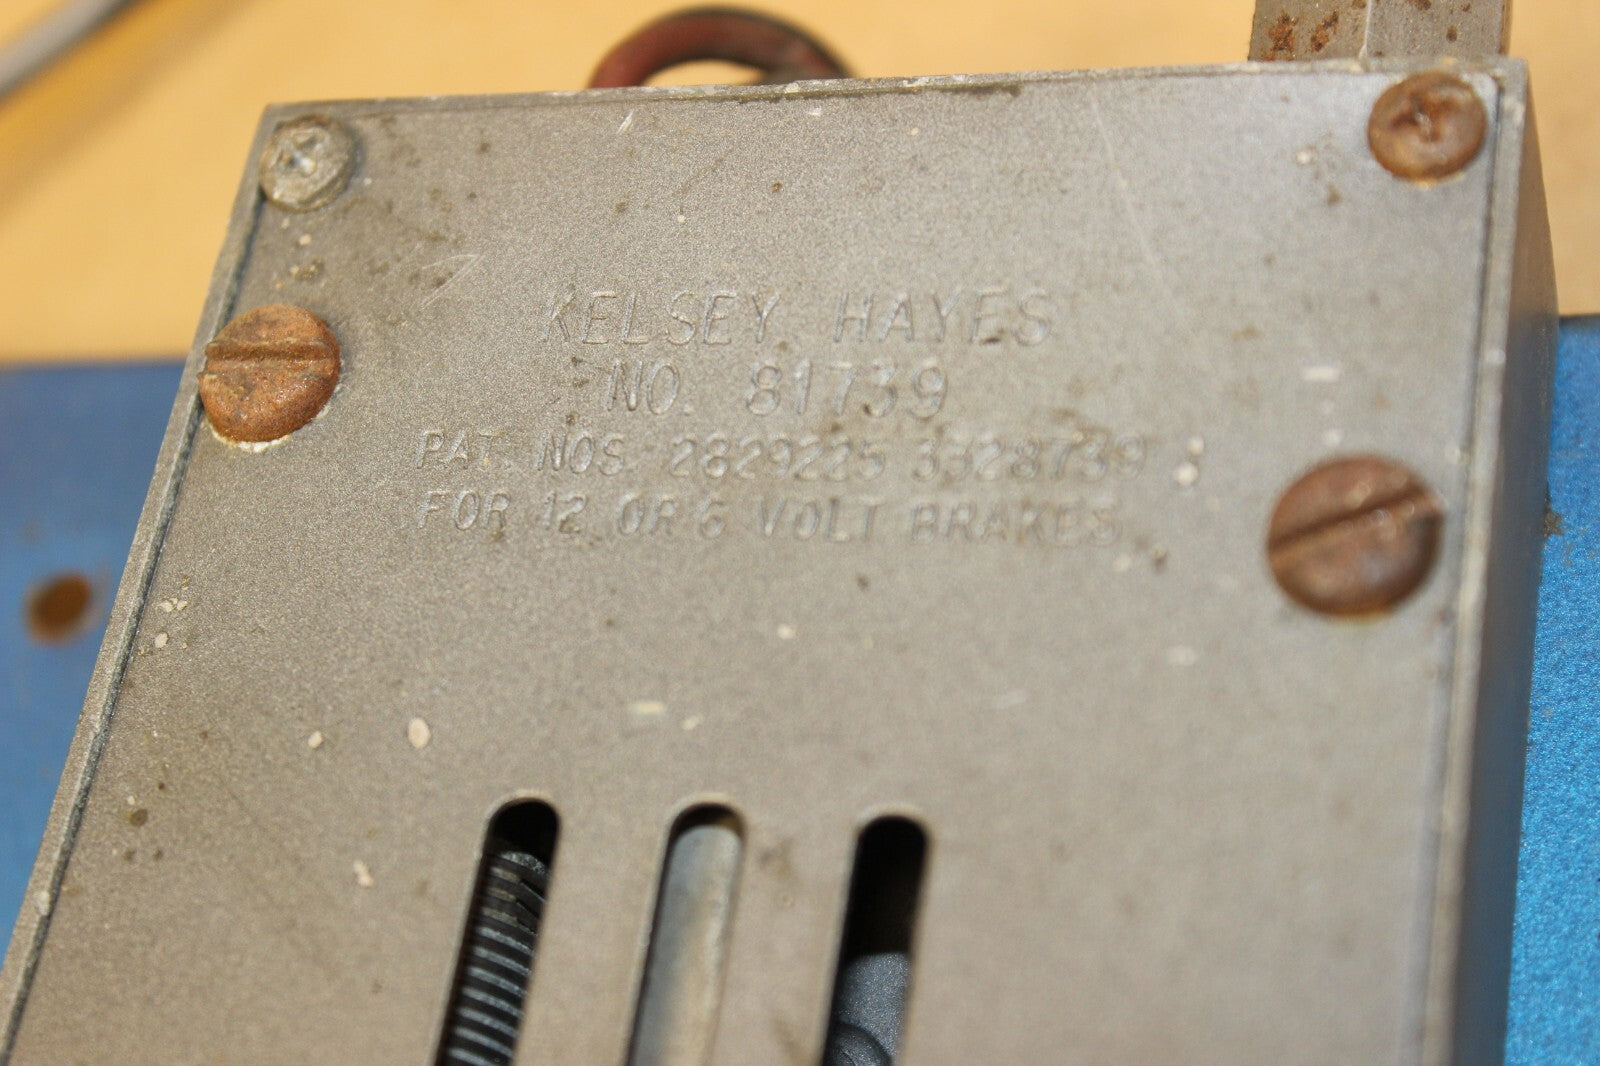 KELSEY HAYES
NO. 81739
PAT. NOS. 2829225 3328739
FOR 12 OR 6 VOLT BRAKES